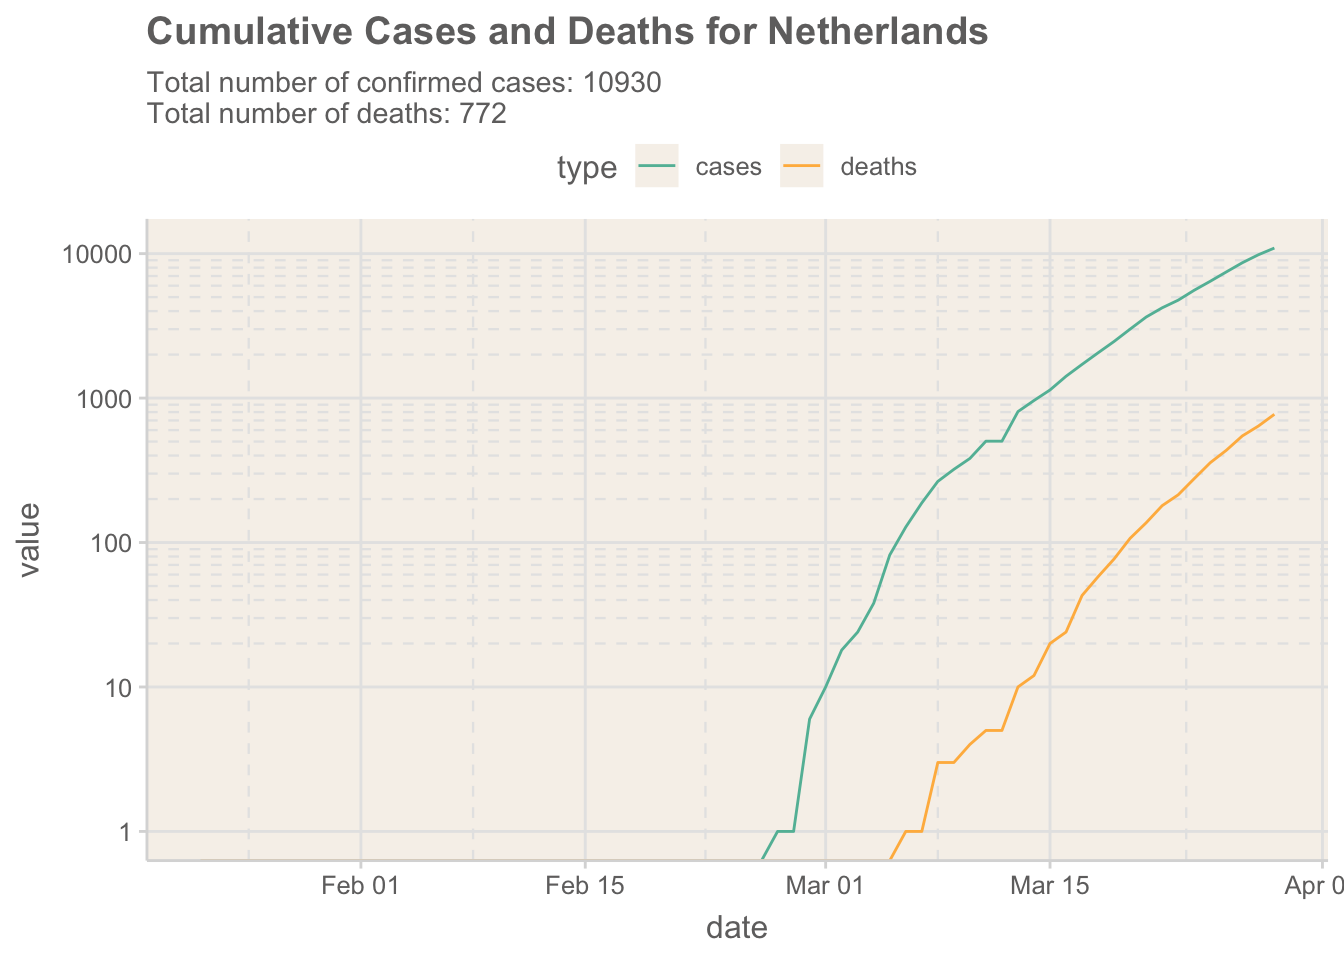 Cumulative Cases and Deaths for Netherlands
Total number of confirmed cases: 10930
Total number of deaths: 772
type cases deaths
10000
1000
100
10
1
value
Feb 01 Feb 15 Mar 01 Mar 15 Apr 0
date